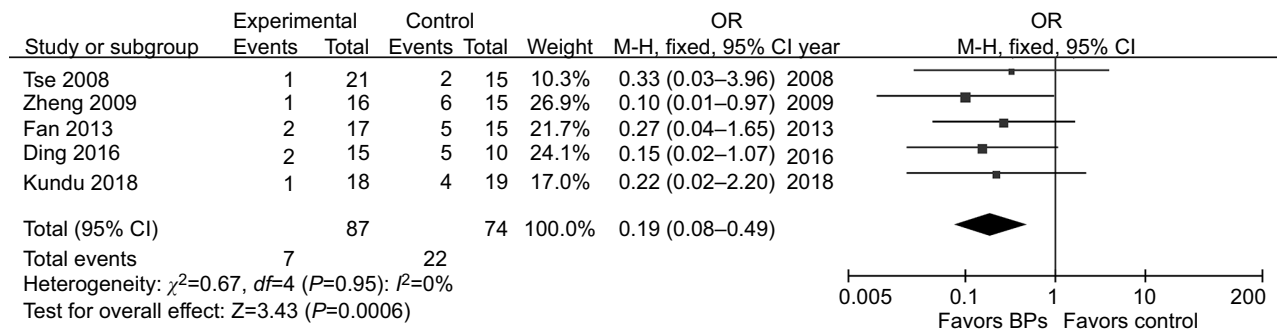 Experimental Control OR OR
Study or subgroup Events Total Events Total Weight M-H, fixed, 95% CI year M-H, fixed, 95% CI
Tse 2008 1 21 2 15 10.3% 0.33 (0.03–3.96) 2008
Zheng 2009 1 16 6 15 26.9% 0.10 (0.01–0.97) 2009
Fan 2013 2 17 5 15 21.7% 0.27 (0.04–1.65) 2013
Ding 2016 2 15 5 10 24.1% 0.15 (0.02–1.07) 2016
Kundu 2018 1 18 4 19 17.0% 0.22 (0.02–2.20) 2018
Total (95% CI) 87 74 100.0% 0.19 (0.08–0.49)
Total events 7 22
Heterogeneity: χ²=0.67, df=4 (P=0.95): I²=0%
Test for overall effect: Z=3.43 (P=0.0006)
0.005 0.1 1 10 200
Favors BPs Favors control